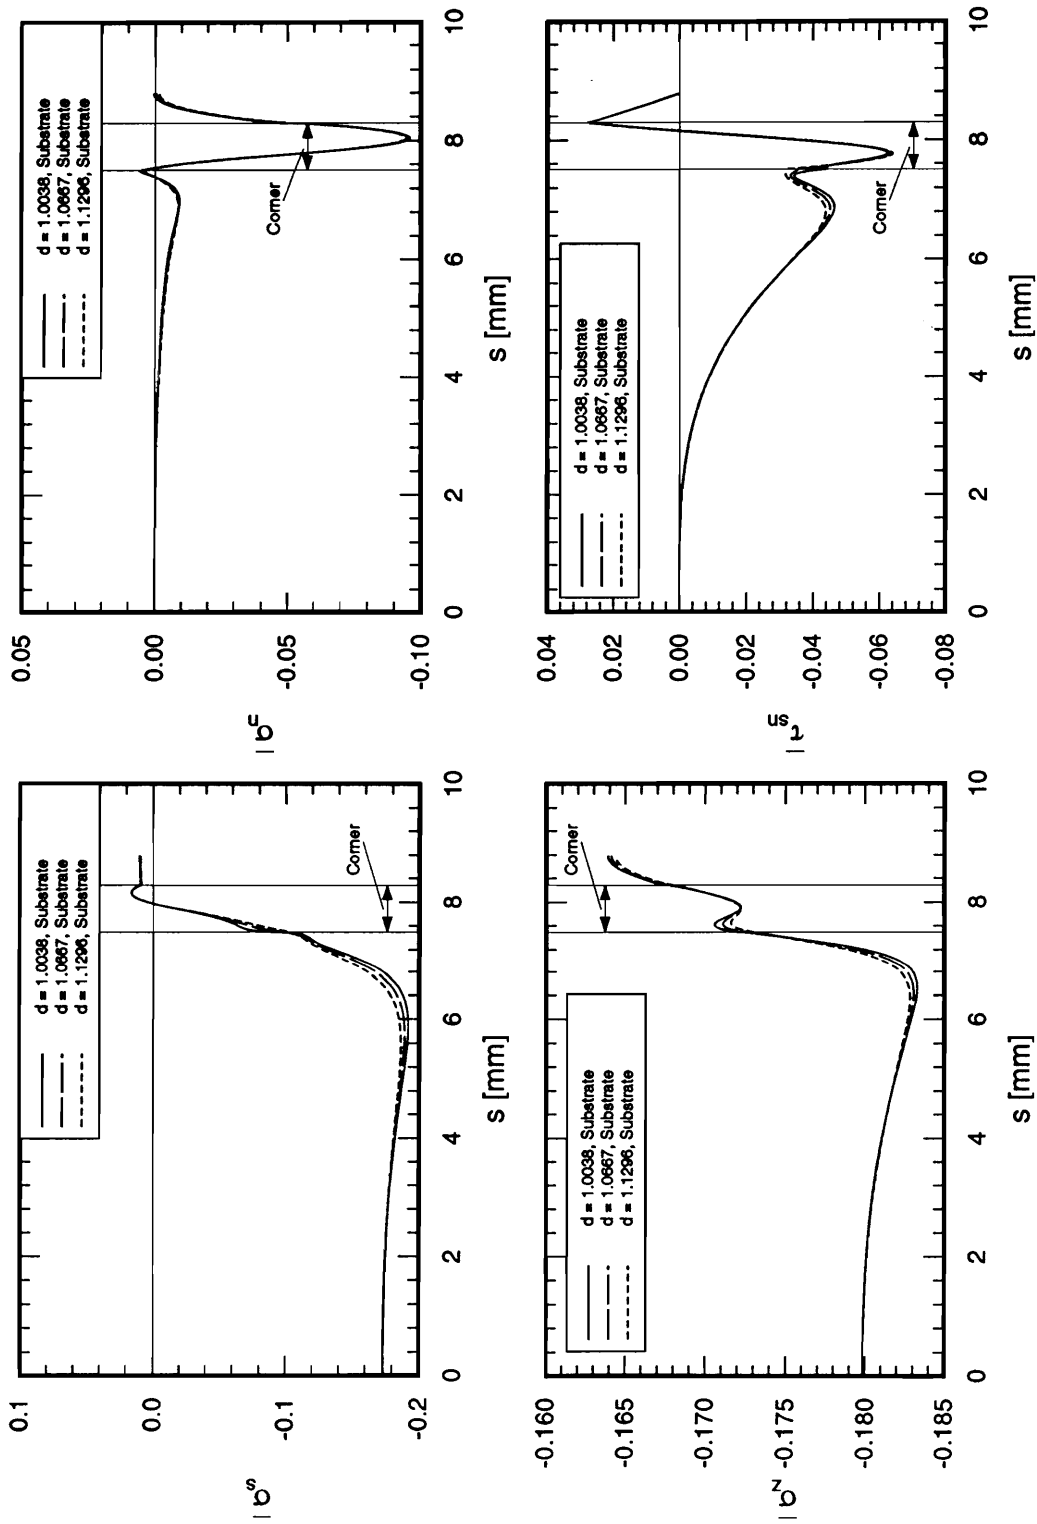 0.1
0.0
-0.1
-0.2
σ̄s
d = 1.0038, Substrate
d = 1.0667, Substrate
d = 1.1296, Substrate
Corner
0 2 4 6 8 10
s [mm]
0.05
0.00
-0.05
-0.10
σ̄n
d = 1.0038, Substrate
d = 1.0667, Substrate
d = 1.1296, Substrate
Corner
0 2 4 6 8 10
s [mm]
-0.160
-0.165
-0.170
-0.175
-0.180
-0.185
σ̄z
d = 1.0038, Substrate
d = 1.0667, Substrate
d = 1.1296, Substrate
Corner
0 2 4 6 8 10
s [mm]
0.04
0.02
0.00
-0.02
-0.04
-0.06
-0.08
τ̄sn
d = 1.0038, Substrate
d = 1.0667, Substrate
d = 1.1296, Substrate
Corner
0 2 4 6 8 10
s [mm]